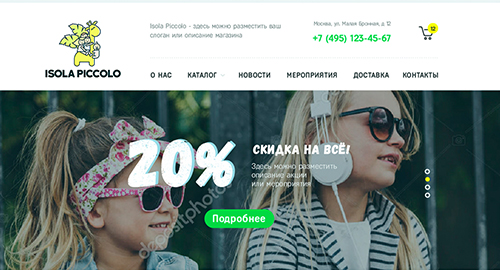 Isola Piccolo - здесь можно разместить ваш
слоган или описание магазина
Москва, ул. Малая Бронная, д. 12
+7 (495) 123-45-67
12
ISOLA PICCOLO
О НАС КАТАЛОГ НОВОСТИ МЕРОПРИЯТИЯ ДОСТАВКА КОНТАКТЫ
20%
СКИДКА НА ВСЁ!
Здесь можно разместить
описание акции
или мероприятия
Подробнее
depositphotos